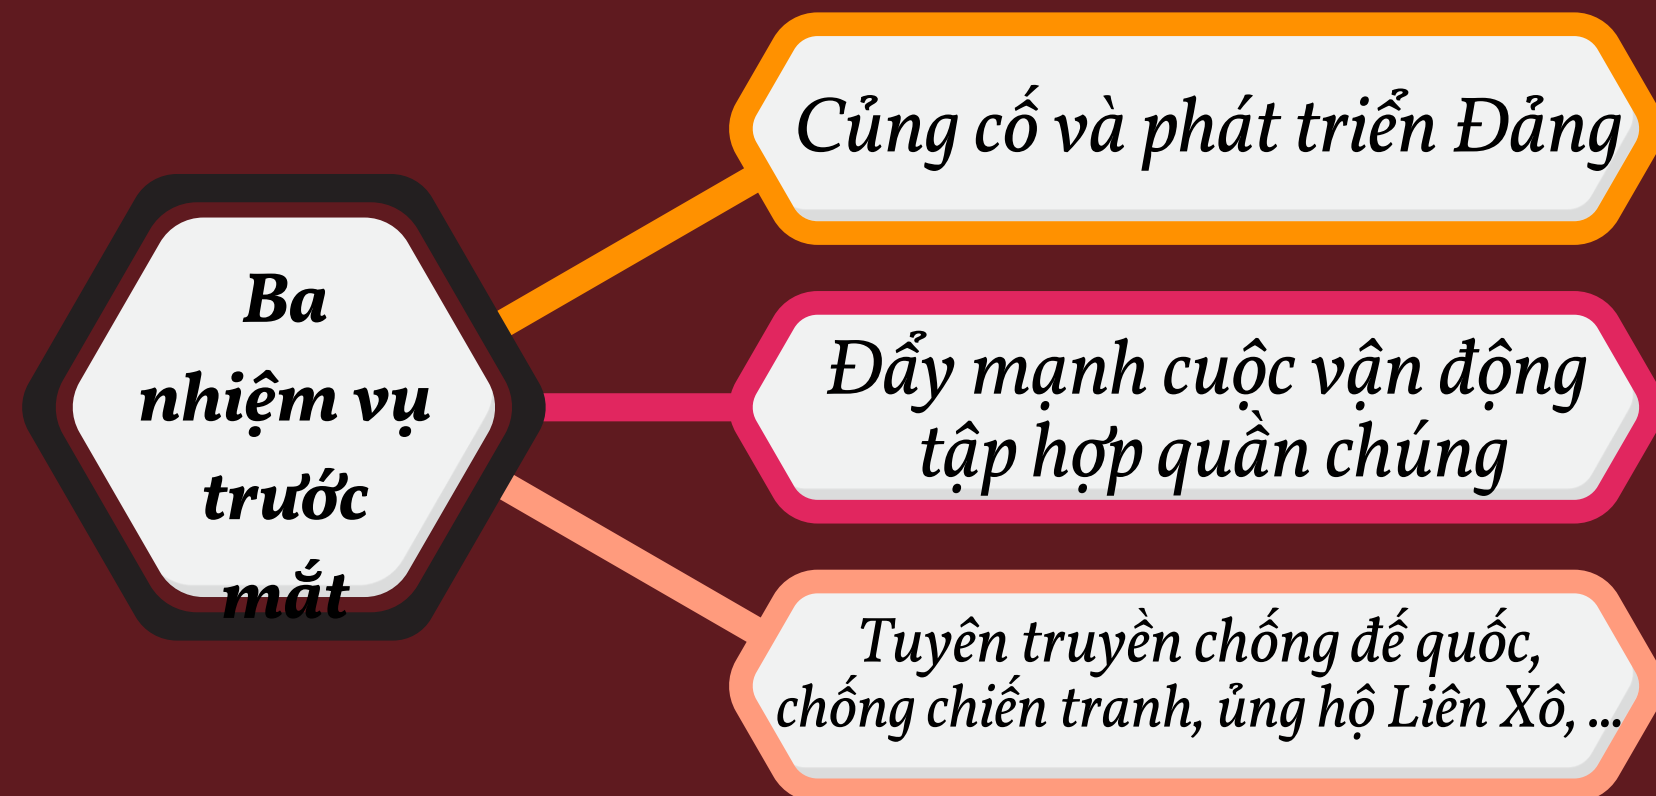 Ba
nhiệm vụ
trước
mắt
Củng cố và phát triển Đảng
Đẩy mạnh cuộc vận động
tập hợp quần chúng
Tuyên truyền chống đế quốc,
chống chiến tranh, ủng hộ Liên Xô, ...